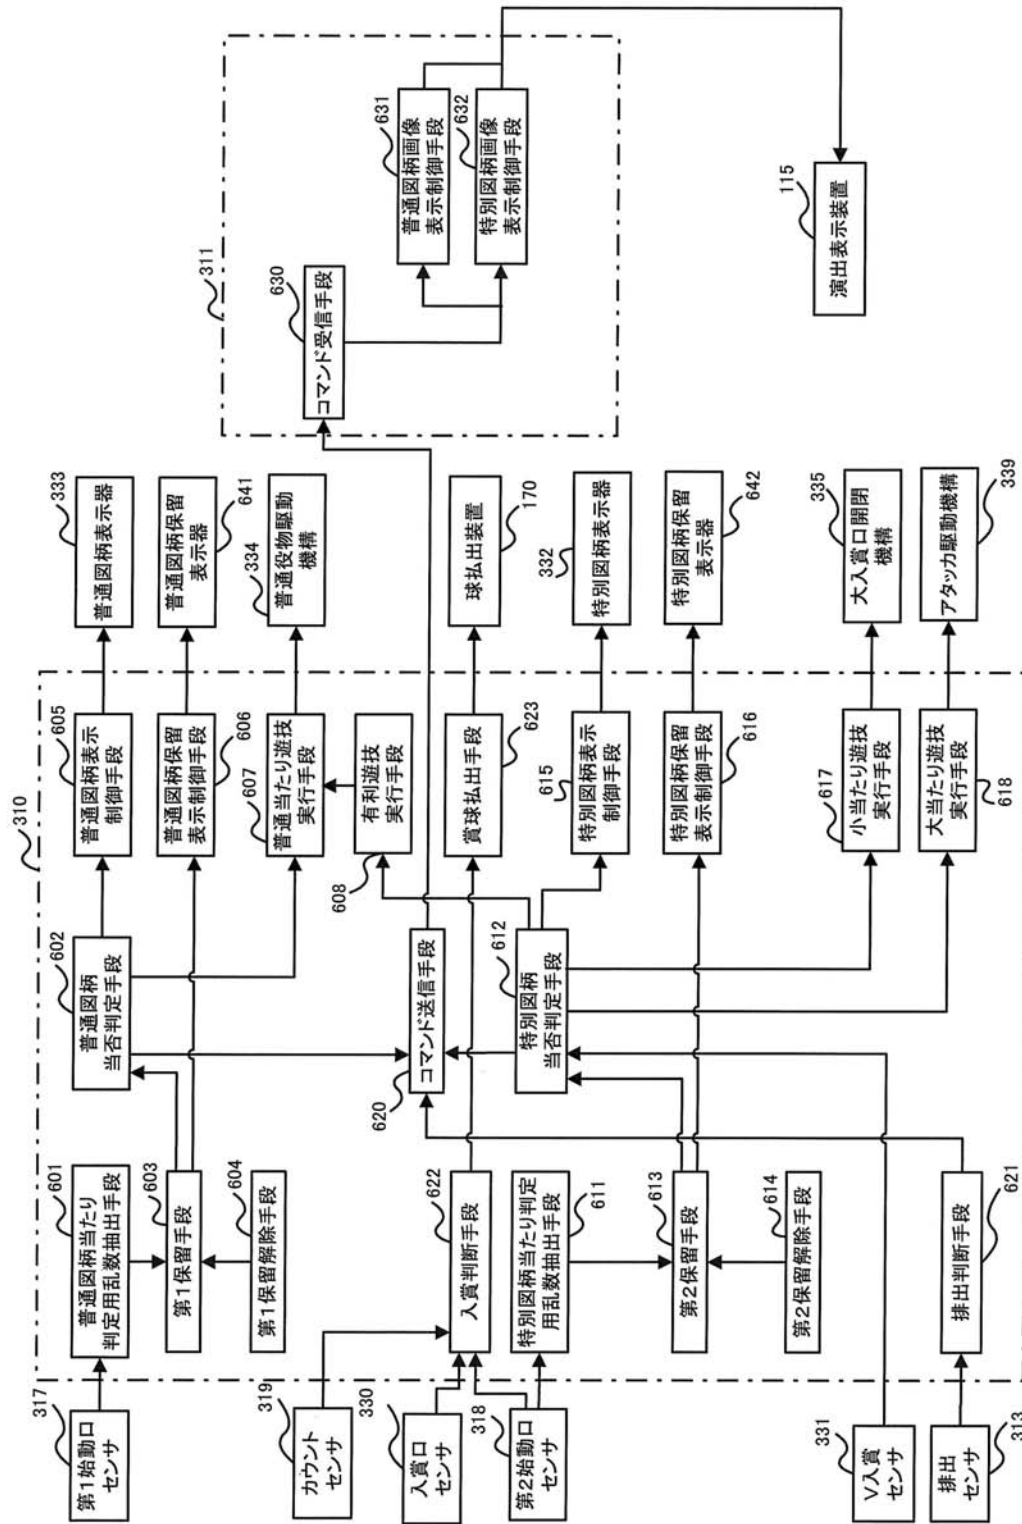 310
311
317
第1始動口
センサ
319
カウント
センサ
330
入賞口
センサ
318
第2始動口
センサ
331
V入賞
センサ
313
排出
センサ
601
普通図柄当たり
判定用乱数抽出手段
603
第1保留手段
604
第1保留解除手段
622
入賞判断手段
611
特別図柄当たり判定
用乱数抽出手段
613
第2保留手段
614
第2保留解除手段
621
排出判断手段
602
普通図柄
当否判定手段
620
コマンド送信手段
612
特別図柄
当否判定手段
605
普通図柄表示
制御手段
606
普通図柄保留
表示制御手段
607
普通当たり遊技
実行手段
608
有利遊技
実行手段
623
賞球払出手段
615
特別図柄表示
制御手段
616
特別図柄保留
表示制御手段
617
小当たり遊技
実行手段
618
大当たり遊技
実行手段
333
普通図柄表示器
641
普通図柄保留
表示器
334
普通役物駆動
機構
170
球払出装置
332
特別図柄表示器
642
特別図柄保留
表示器
335
大入賞口開閉
機構
339
アタッカ駆動機構
630
コマンド受信手段
631
普通図柄画像
表示制御手段
632
特別図柄画像
表示制御手段
115
演出表示装置